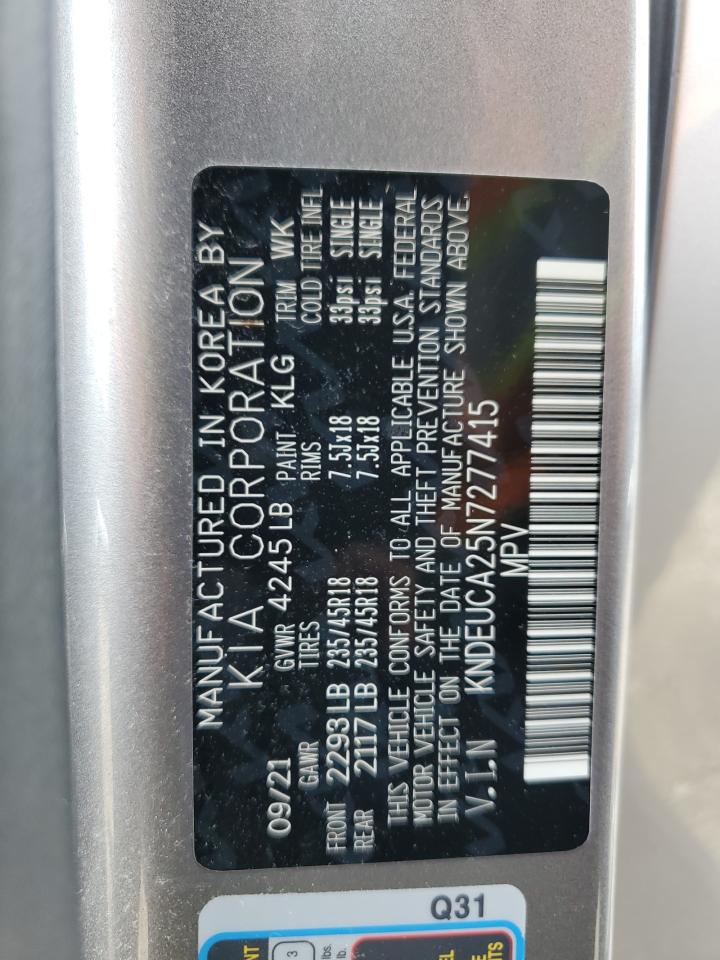 MANUFACTURED IN KOREA BY
KIA CORPORATION
09/21 GVWR 4245 LB PAINT KLG TRIM WK
GAWR TIRES RIMS COLD TIRE INFL
FRONT 2293 LB 235/45R18 7.5Jx18 33psi SINGLE
REAR 2117 LB 235/45R18 7.5Jx18 33psi SINGLE
THIS VEHICLE CONFORMS TO ALL APPLICABLE U.S.A. FEDERAL
MOTOR VEHICLE SAFETY AND THEFT PREVENTION STANDARDS
IN EFFECT ON THE DATE OF MANUFACTURE SHOWN ABOVE.
V.I.N KNDEUCA25N7277415
MPV
Q31
3
lbs.
lb.